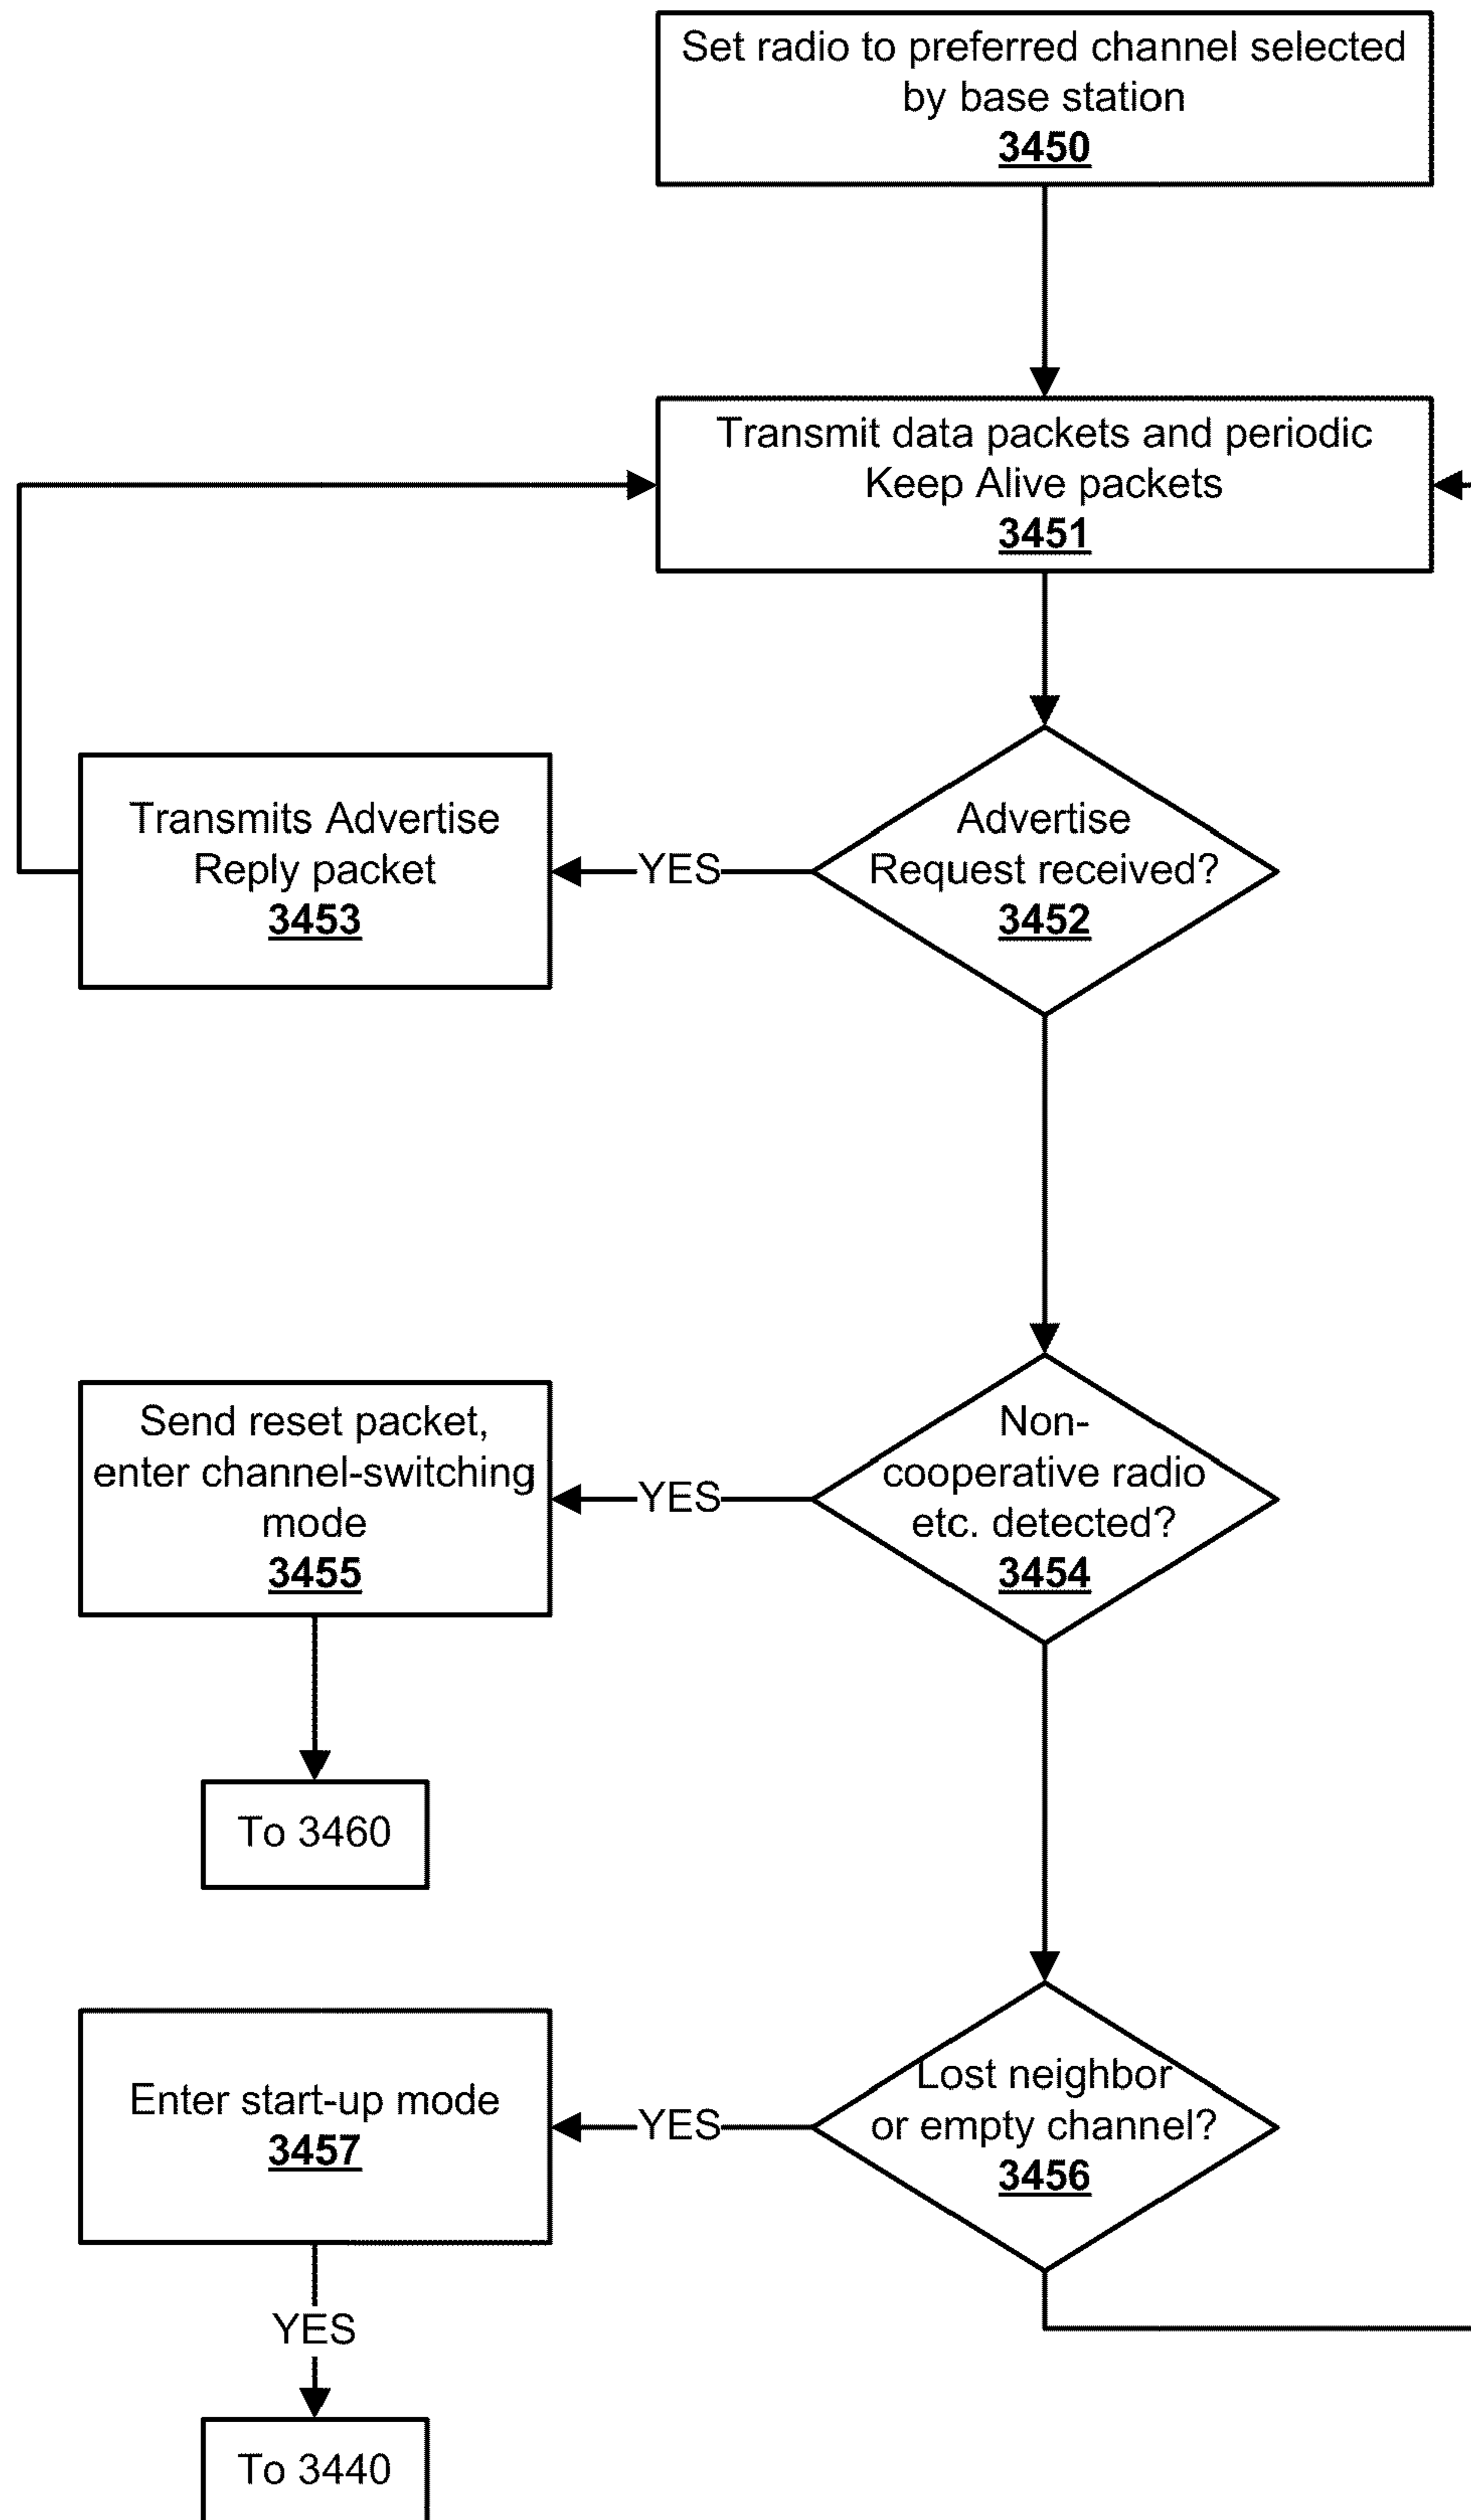 Set radio to preferred channel selected
by base station
3450
Transmit data packets and periodic
Keep Alive packets
3451
Advertise
Request received?
3452
YES
Transmits Advertise
Reply packet
3453
Non-
cooperative radio
etc. detected?
3454
YES
Send reset packet,
enter channel-switching
mode
3455
To 3460
Lost neighbor
or empty channel?
3456
YES
Enter start-up mode
3457
YES
To 3440